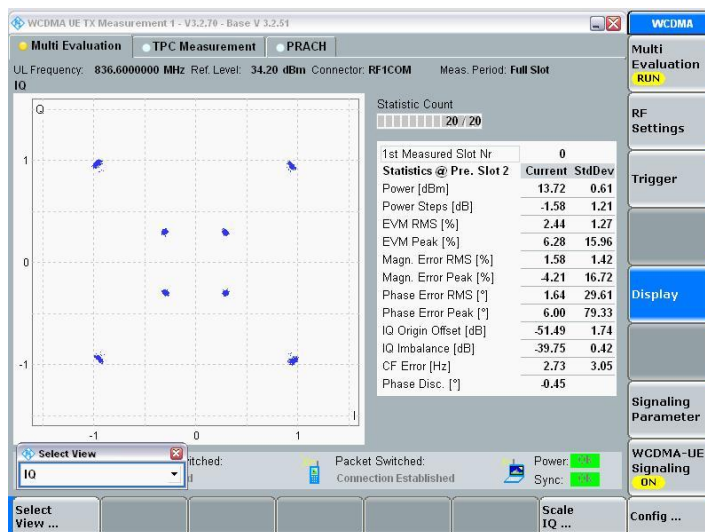 WCDMA UE TX Measurement 1 - V3.2.70 - Base V 3.2.51
WCDMA
Multi Evaluation
TPC Measurement
PRACH
UL Frequency: 836.6000000 MHz Ref. Level: 34.20 dBm Connector: RF1COM Meas. Period: Full Slot
IQ
Q
1
0
-1
-1 0 1
I
Statistic Count
20 / 20
1st Measured Slot Nr 0
Statistics @ Pre. Slot 2 Current StdDev
Power [dBm] 13.72 0.61
Power Steps [dB] -1.58 1.21
EVM RMS [%] 2.44 1.27
EVM Peak [%] 6.28 15.96
Magn. Error RMS [%] 1.58 1.42
Magn. Error Peak [%] -4.21 16.72
Phase Error RMS [°] 1.64 29.61
Phase Error Peak [°] 6.00 79.33
IQ Origin Offset [dB] -51.49 1.74
IQ Imbalance [dB] -39.75 0.42
CF Error [Hz] 2.73 3.05
Phase Disc. [°] -0.45
Select View
IQ
itched:
d
Packet Switched:
Connection Established
Power:
Sync:
Multi Evaluation
RUN
RF Settings
Trigger
Display
Signaling Parameter
WCDMA-UE Signaling
ON
Select View ...
Scale IQ ...
Config ...